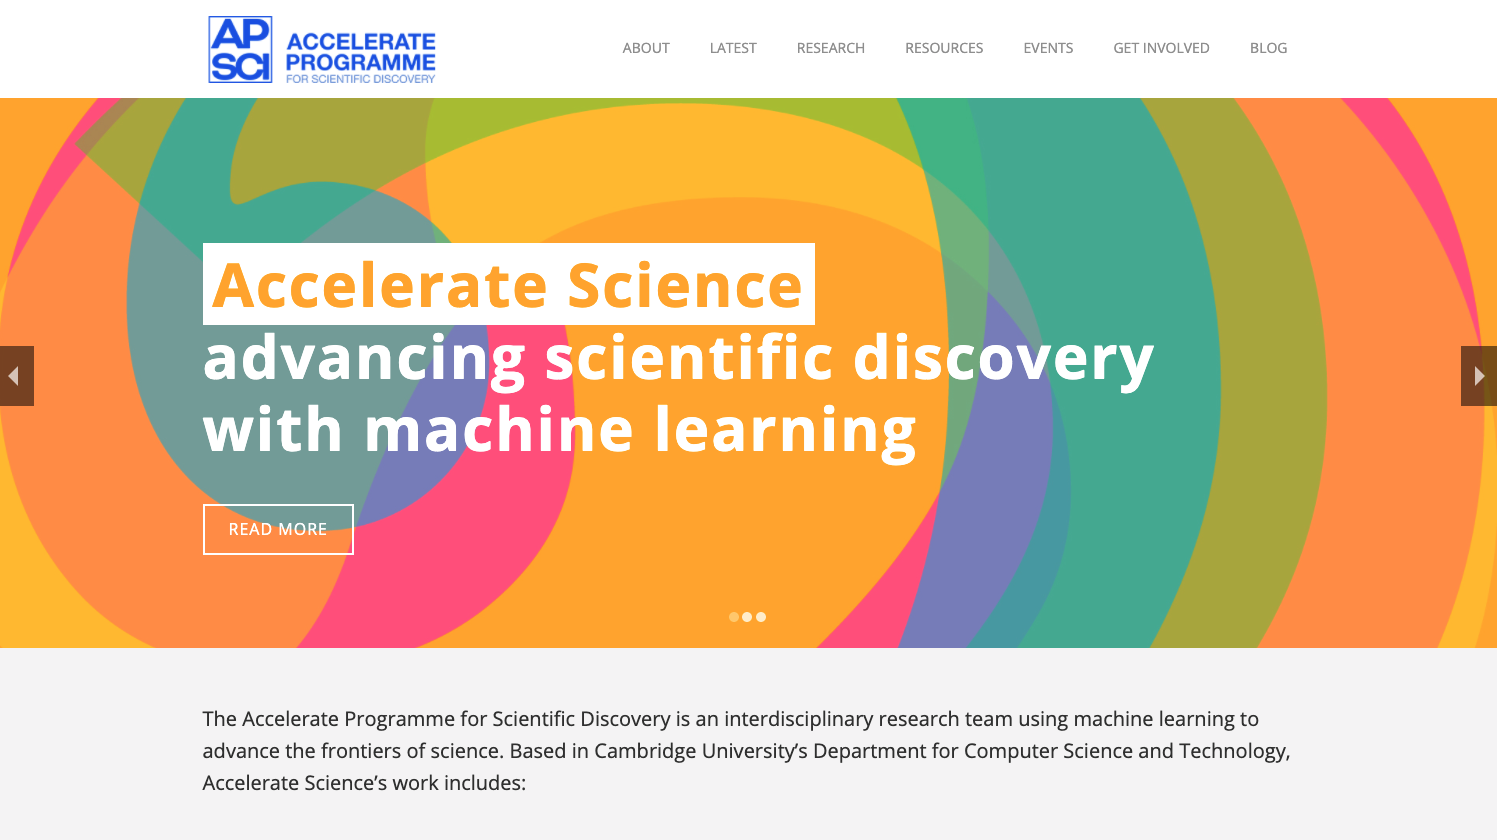 AP
SCI
ACCELERATE
PROGRAMME
FOR SCIENTIFIC DISCOVERY
ABOUT LATEST RESEARCH RESOURCES EVENTS GET INVOLVED BLOG
Accelerate Science
advancing scientific discovery
with machine learning
READ MORE
The Accelerate Programme for Scientific Discovery is an interdisciplinary research team using machine learning to
advance the frontiers of science. Based in Cambridge University’s Department for Computer Science and Technology,
Accelerate Science’s work includes: